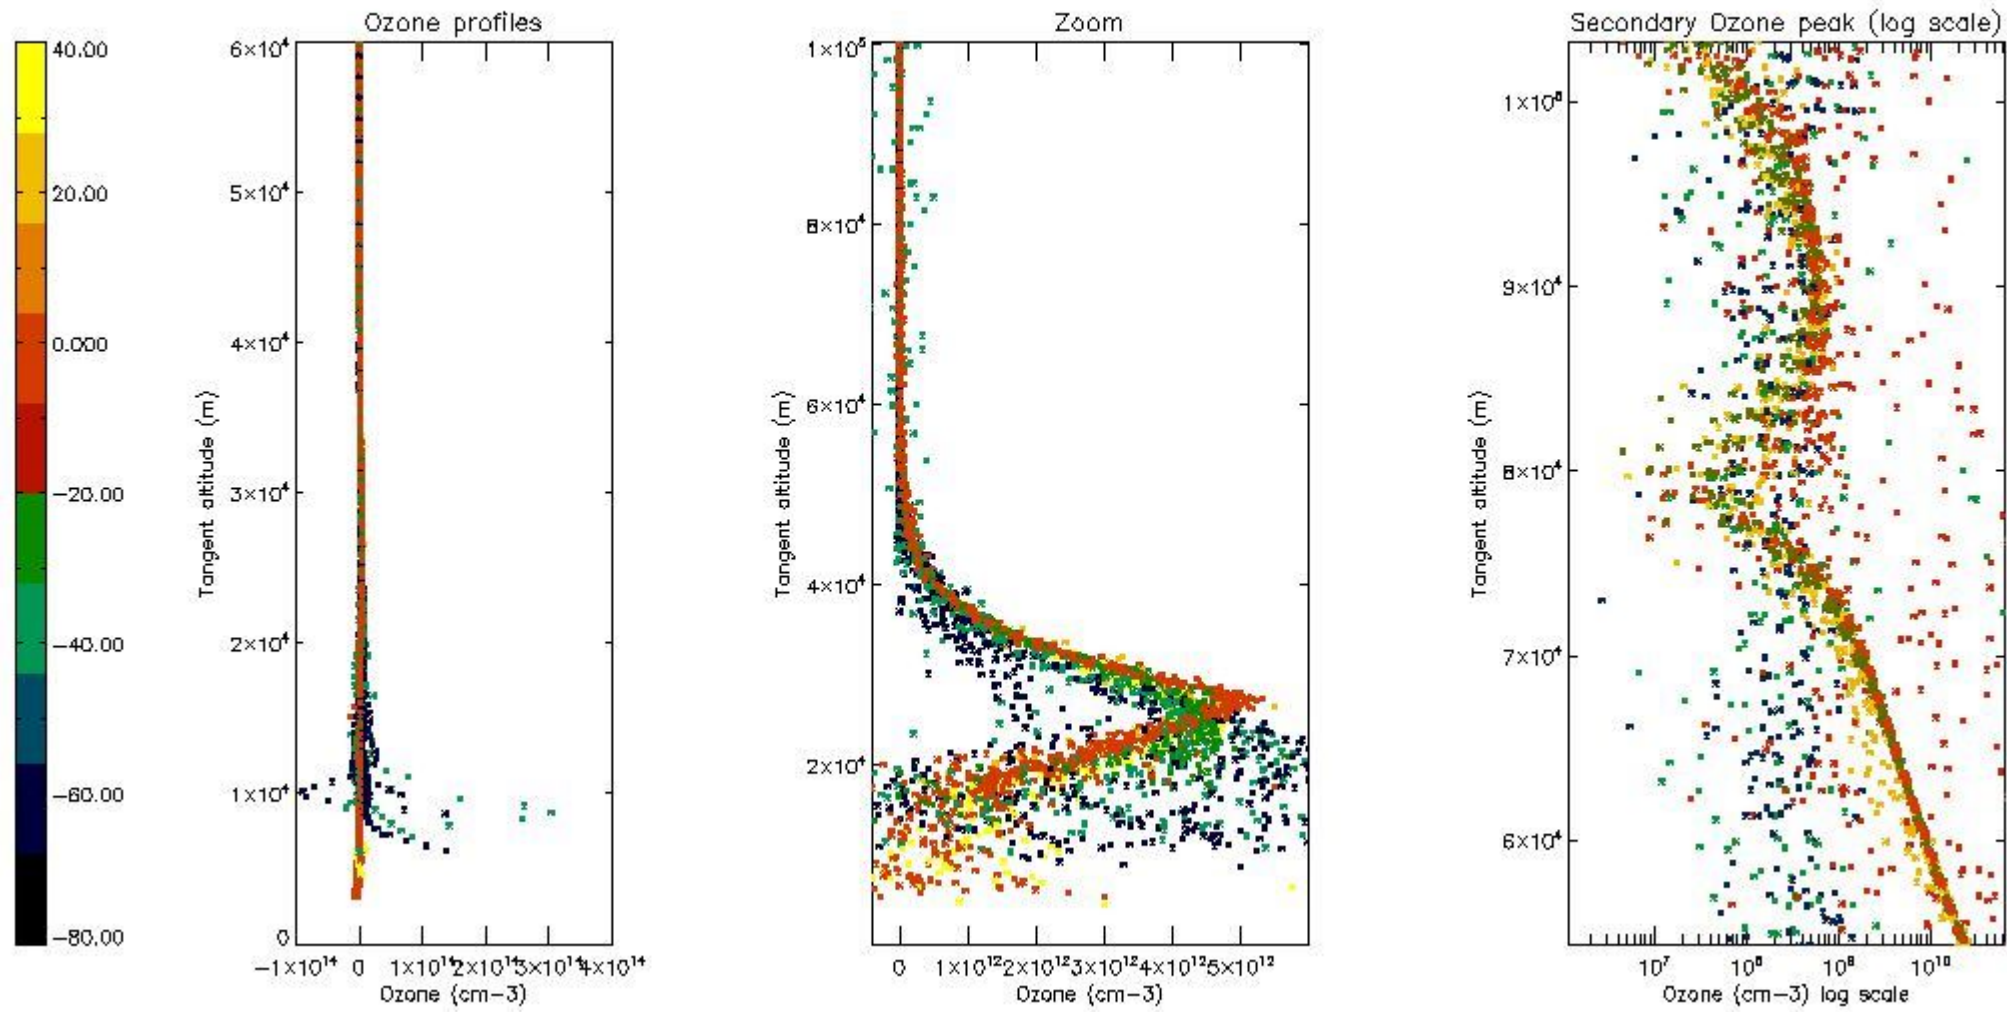 Ozone profiles
Zoom
Secondary Ozone peak (log scale)
40.00
20.00
0.000
−20.00
−40.00
−60.00
−80.00
6×10⁴
5×10⁴
4×10⁴
3×10⁴
2×10⁴
1×10⁴
0
Tangent altitude (m)
−1×10¹⁴ 0 1×10¹⁴ 2×10¹⁴ 3×10¹⁴ 4×10¹⁴
Ozone (cm−3)
1×10⁵
8×10⁴
6×10⁴
4×10⁴
2×10⁴
Tangent altitude (m)
0 1×10¹² 2×10¹² 3×10¹² 4×10¹² 5×10¹²
Ozone (cm−3)
1×10⁵
9×10⁴
8×10⁴
7×10⁴
6×10⁴
Tangent altitude (m)
10⁷ 10⁸ 10⁹ 10¹⁰
Ozone (cm−3) log scale